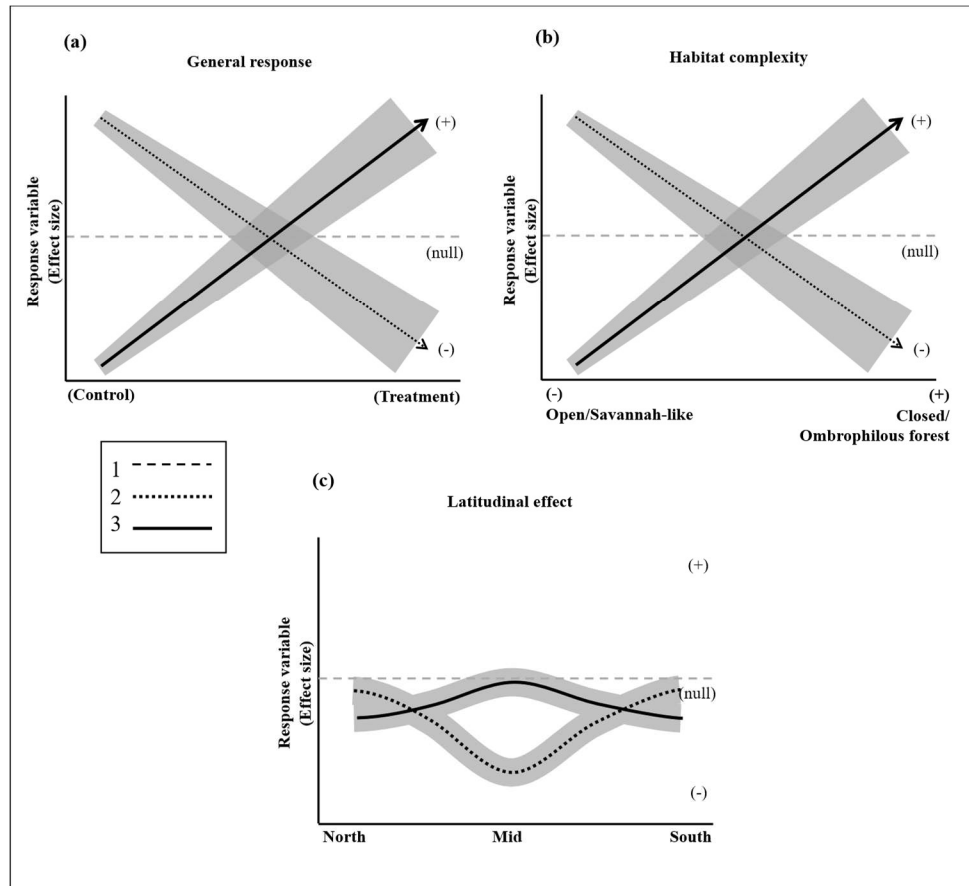 (a)
General response
Response variable
(Effect size)
(+)
(null)
(-)
(Control)
(Treatment)
(b)
Habitat complexity
Response variable
(Effect size)
(+)
(null)
(-)
(-)
(+)
Open/Savannah-like
Closed/
Ombrophilous forest
1
2
3
(c)
Latitudinal effect
Response variable
(Effect size)
(+)
(null)
(-)
North
Mid
South